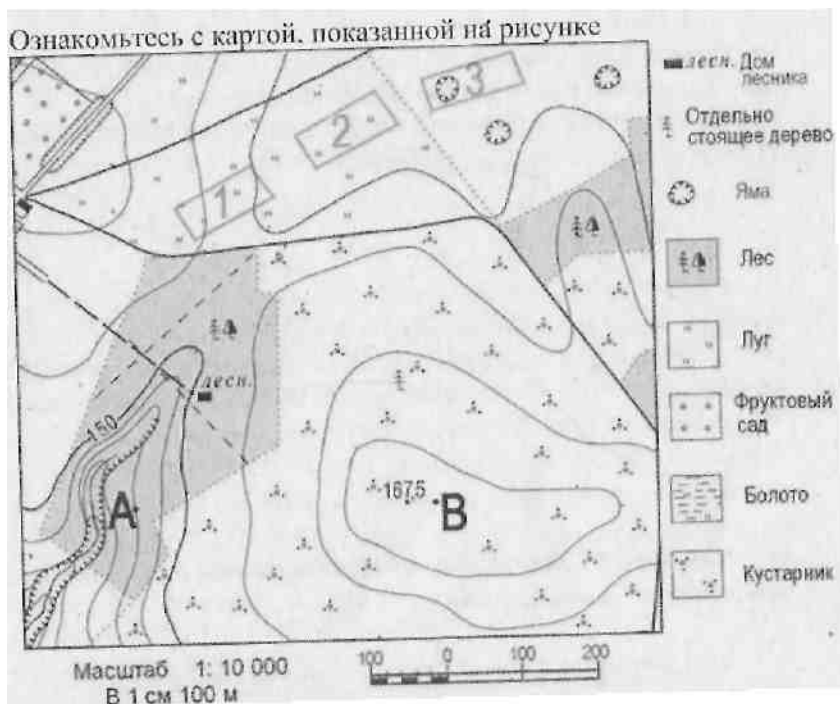 Ознакомьтесь с картой, показанной на рисунке
лесн. Дом
лесника
Отдельно
стоящее дерево
Яма
Лес
Луг
Фруктовый
сад
Болото
Кустарник
3
2
1
лесн.
150
A
167,5
B
Масштаб 1: 10 000
В 1 см 100 м
100 0 100 200